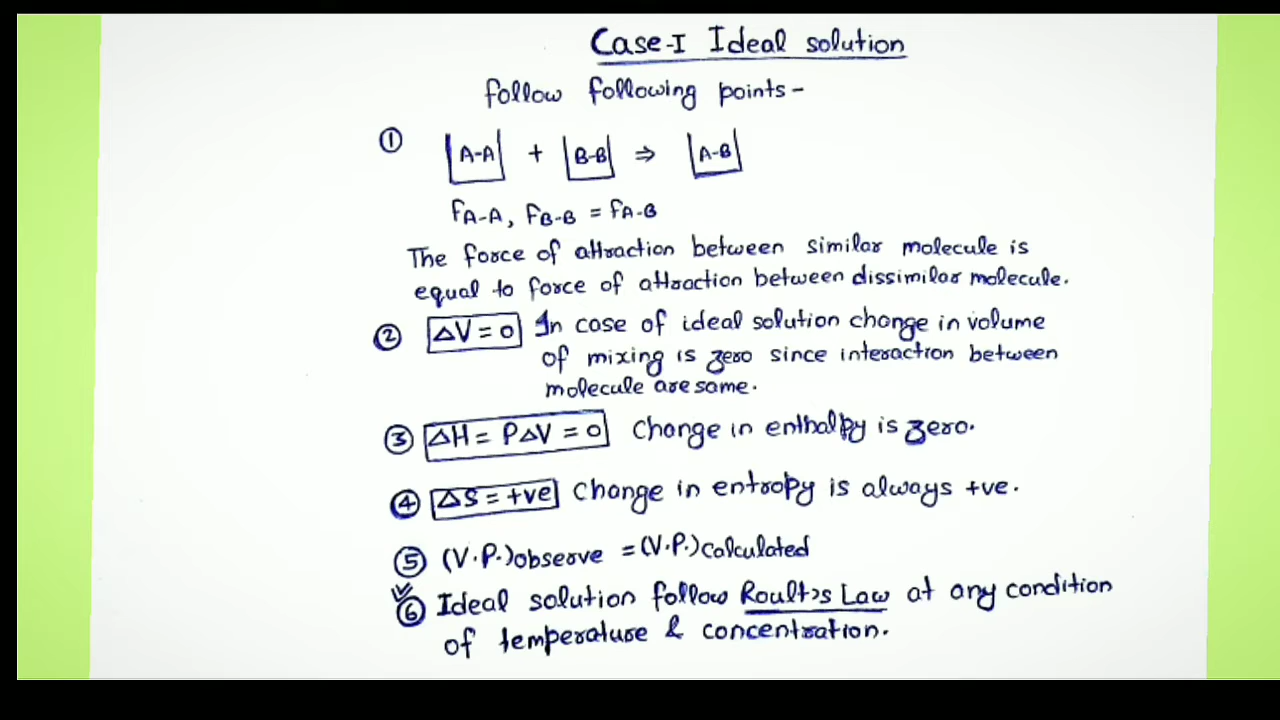 Case-I Ideal solution
follow following points-
① A-A + B-B ⇒ A-B
FA-A, FB-B = FA-B
The force of attraction between similar molecule is
equal to force of attraction between dissimilar molecule.
② ΔV = 0 In case of ideal solution change in volume
of mixing is zero since interaction between
molecule are same.
③ ΔH = PΔV = 0 Change in enthalpy is zero.
④ ΔS = +ve Change in entropy is always +ve.
⑤ (V.P.)observe = (V.P.)calculated
⑥ Ideal solution follow Roult's Law at any condition
of temperature & concentration.